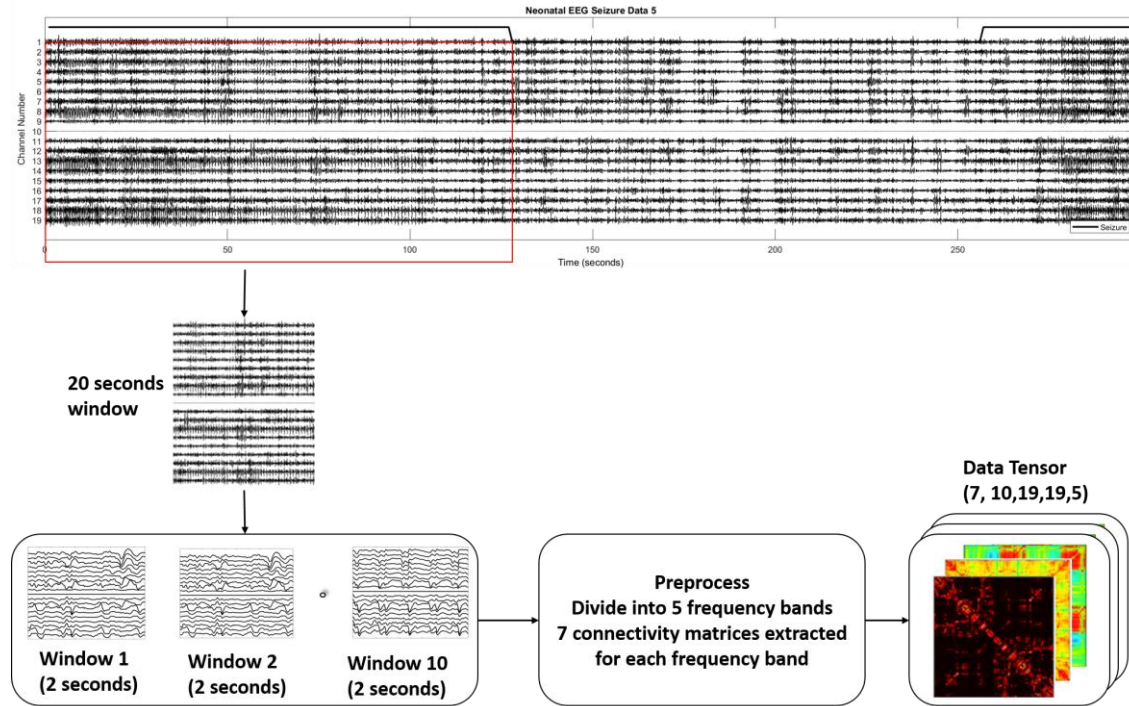 Neonatal EEG Seizure Data 5
Channel Number
1
2
3
4
5
6
7
8
9
10
11
12
13
14
15
16
17
18
19
Seizure
0 50 100 150 200 250
Time (seconds)
20 seconds
window
Window 1
(2 seconds)
Window 2
(2 seconds)
Window 10
(2 seconds)
Preprocess
Divide into 5 frequency bands
7 connectivity matrices extracted
for each frequency band
Data Tensor
(7, 10,19,19,5)